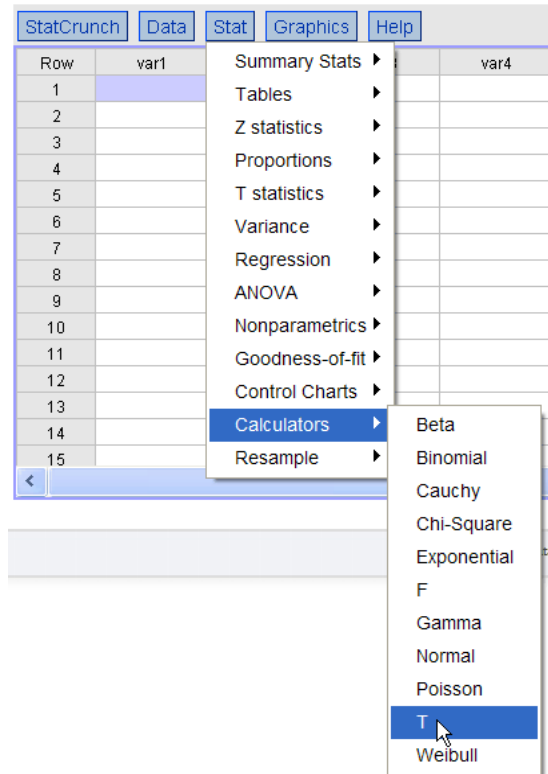 StatCrunch Data Stat Graphics Help
Row var1 var4
1
2
3
4
5
6
7
8
9
10
11
12
13
14
15
Summary Stats
Tables
Z statistics
Proportions
T statistics
Variance
Regression
ANOVA
Nonparametrics
Goodness-of-fit
Control Charts
Calculators
Resample
Beta
Binomial
Cauchy
Chi-Square
Exponential
F
Gamma
Normal
Poisson
T
Weibull